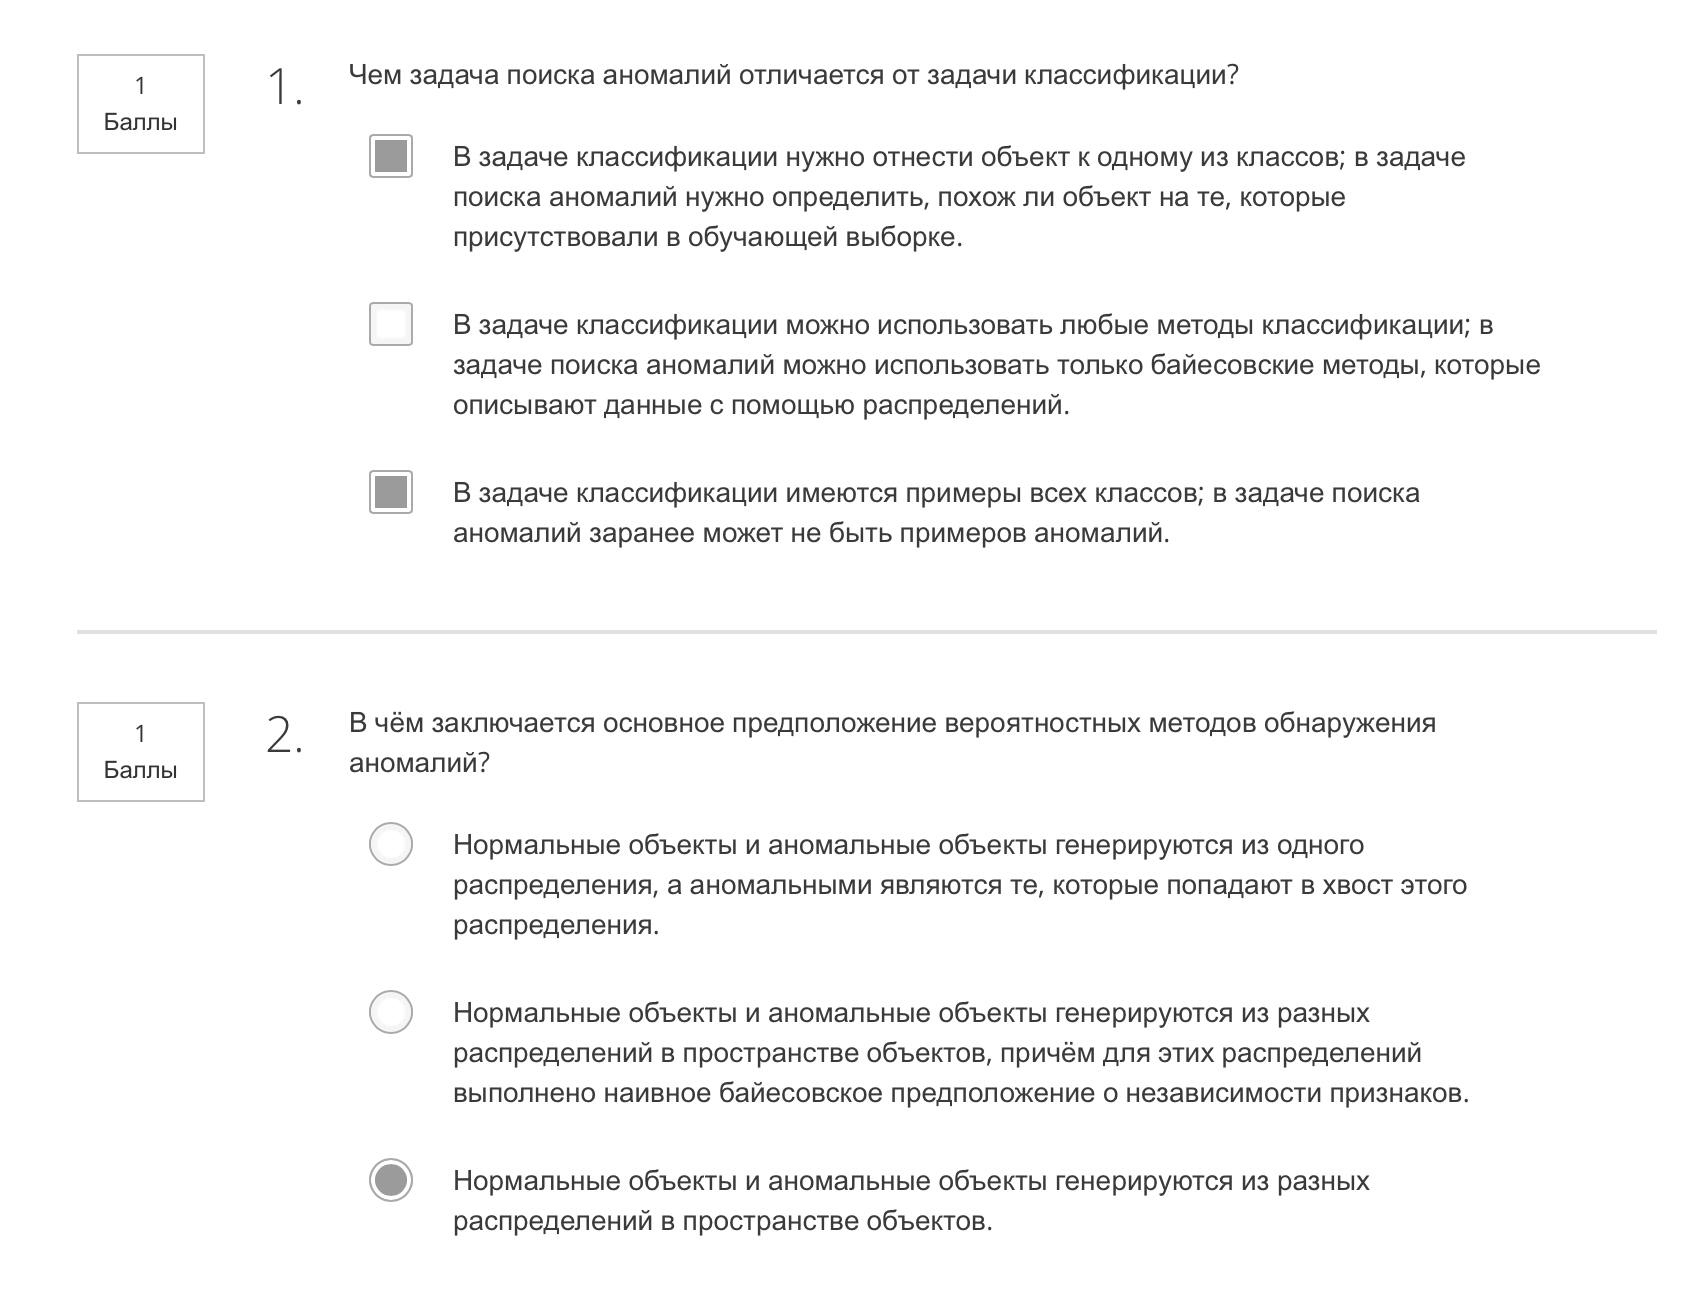 1
Баллы
1.
Чем задача поиска аномалий отличается от задачи классификации?
В задаче классификации нужно отнести объект к одному из классов; в задаче
поиска аномалий нужно определить, похож ли объект на те, которые
присутствовали в обучающей выборке.
В задаче классификации можно использовать любые методы классификации; в
задаче поиска аномалий можно использовать только байесовские методы, которые
описывают данные с помощью распределений.
В задаче классификации имеются примеры всех классов; в задаче поиска
аномалий заранее может не быть примеров аномалий.
1
Баллы
2.
В чём заключается основное предположение вероятностных методов обнаружения
аномалий?
Нормальные объекты и аномальные объекты генерируются из одного
распределения, а аномальными являются те, которые попадают в хвост этого
распределения.
Нормальные объекты и аномальные объекты генерируются из разных
распределений в пространстве объектов, причём для этих распределений
выполнено наивное байесовское предположение о независимости признаков.
Нормальные объекты и аномальные объекты генерируются из разных
распределений в пространстве объектов.